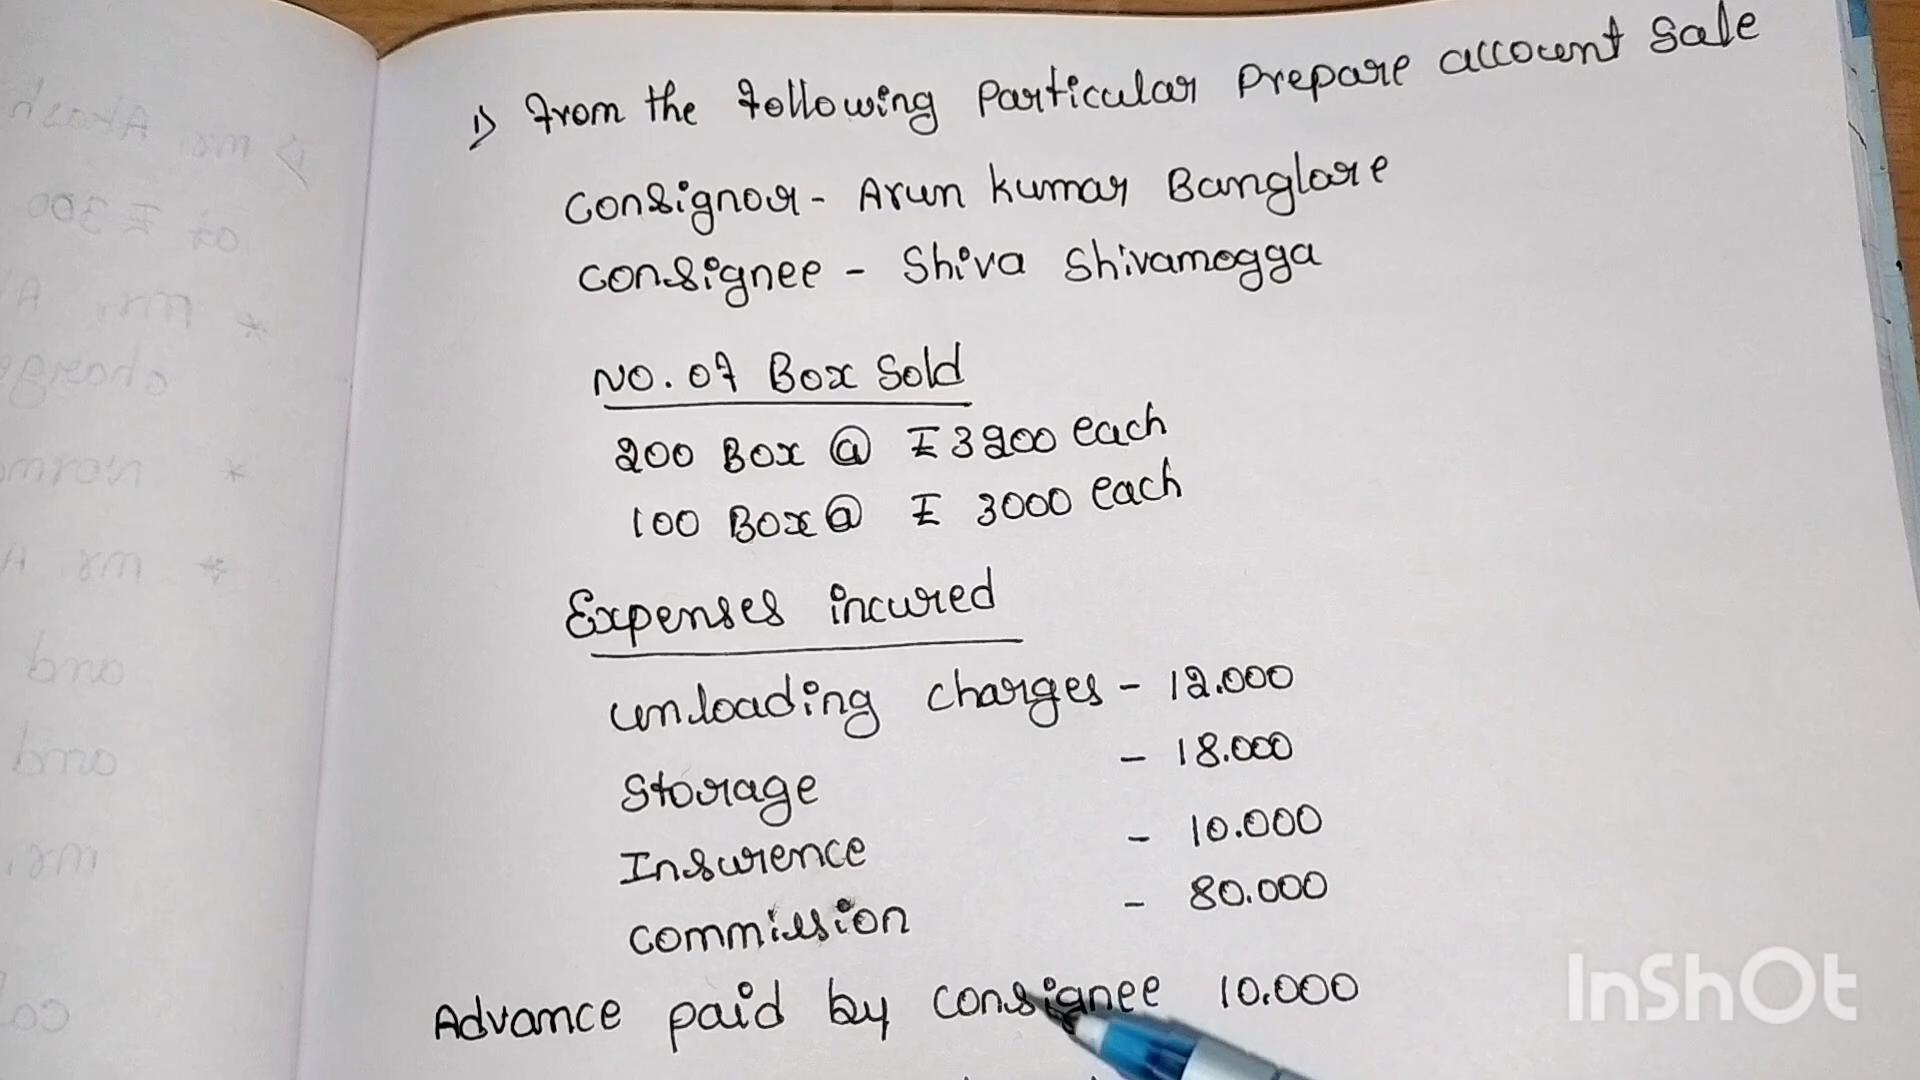 1) From the following Particular Prepare account Sale
Consignor - Arun kumar Banglore
Consignee - Shiva Shivamogga
No. of Box Sold
200 Box @ ₹ 3200 each
100 Box @ ₹ 3000 each
Expenses incured
unloading charges - 12.000
Storage - 18.000
Insurence - 10.000
Commission - 80.000
Advance paid by consignee 10.000
InShOt